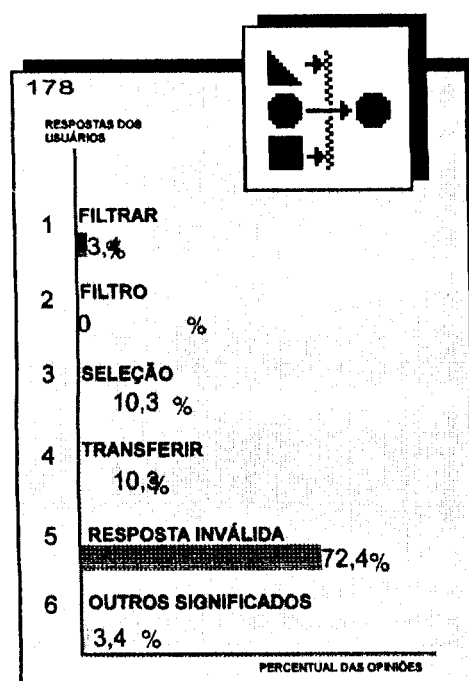 178
RESPOSTAS DOS
USUÁRIOS
1 FILTRAR
3,4%
2 FILTRO
0 %
3 SELEÇÃO
10,3 %
4 TRANSFERIR
10,3%
5 RESPOSTA INVÁLIDA
72,4%
6 OUTROS SIGNIFICADOS
3,4 %
PERCENTUAL DAS OPINIÕES